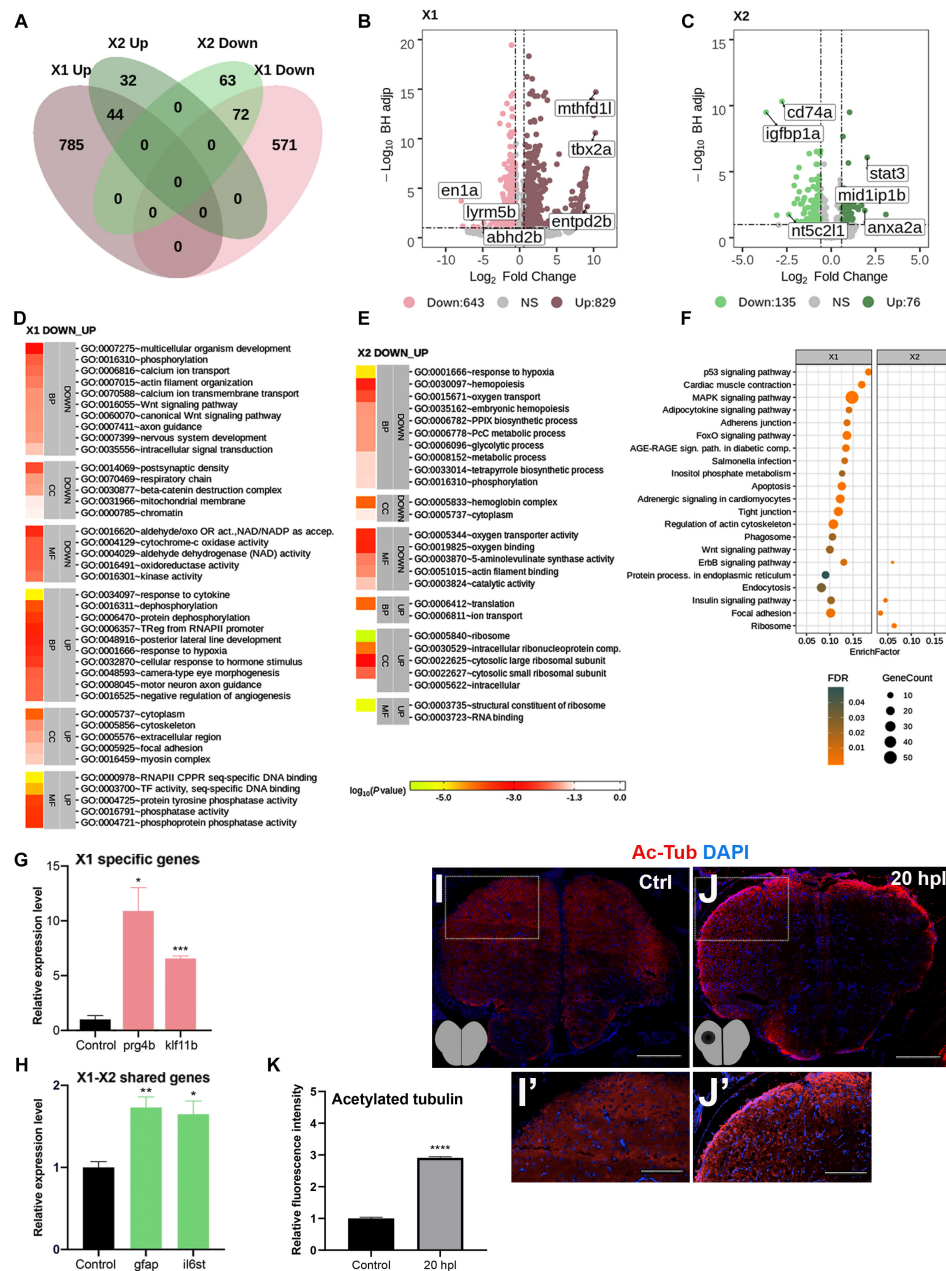 A
X2 Up
X2 Down
X1 Up
X1 Down
32
63
0
44
72
785
0
0
571
0
0
0
0
0
0
B
X1
20
15
10
5
0
−10
−5
0
5
10
− Log10 BH adjp
Log2 Fold Change
mthfd1l
tbx2a
en1a
lyrm5b
entpd2b
abhd2b
Down:643
NS
Up:829
C
X2
15
10
5
0
-5.0
-2.5
0.0
2.5
5.0
− Log10 BH adjp
Log2 Fold Change
cd74a
igfbp1a
stat3
mid1ip1b
nt5c2l1
anxa2a
Down:135
NS
Up:76
D
X1 DOWN_UP
BP
DOWN
GO:0007275~multicellular organism development
GO:0016310~phosphorylation
GO:0006816~calcium ion transport
GO:0007015~actin filament organization
GO:0070588~calcium ion transmembrane transport
GO:0016055~Wnt signaling pathway
GO:0060070~canonical Wnt signaling pathway
GO:0007411~axon guidance
GO:0007399~nervous system development
GO:0035556~intracellular signal transduction
CC
DOWN
GO:0014069~postsynaptic density
GO:0070469~respiratory chain
GO:0030877~beta-catenin destruction complex
GO:0031966~mitochondrial membrane
GO:0000785~chromatin
MF
DOWN
GO:0016620~aldehyde/oxo OR act.,NAD/NADP as accep.
GO:0004129~cytochrome-c oxidase activity
GO:0004029~aldehyde dehydrogenase (NAD) activity
GO:0016491~oxidoreductase activity
GO:0016301~kinase activity
BP
UP
GO:0034097~response to cytokine
GO:0016311~dephosphorylation
GO:0006470~protein dephosphorylation
GO:0006357~TReg from RNAPII promoter
GO:0048916~posterior lateral line development
GO:0001666~response to hypoxia
GO:0032870~cellular response to hormone stimulus
GO:0048593~camera-type eye morphogenesis
GO:0008045~motor neuron axon guidance
GO:0016525~negative regulation of angiogenesis
CC
UP
GO:0005737~cytoplasm
GO:0005856~cytoskeleton
GO:0005576~extracellular region
GO:0005925~focal adhesion
GO:0016459~myosin complex
MF
UP
GO:0000978~RNAPII CPPR seq-specific DNA binding
GO:0003700~TF activity, seq-specific DNA binding
GO:0004725~protein tyrosine phosphatase activity
GO:0016791~phosphatase activity
GO:0004721~phosphoprotein phosphatase activity
E
X2 DOWN_UP
BP
DOWN
GO:0001666~response to hypoxia
GO:0030097~hemopoiesis
GO:0015671~oxygen transport
GO:0035162~embryonic hemopoiesis
GO:0006782~PPIX biosynthetic process
GO:0006778~PcC metabolic process
GO:0006096~glycolytic process
GO:0008152~metabolic process
GO:0033014~tetrapyrrole biosynthetic process
GO:0016310~phosphorylation
CC
DOWN
GO:0005833~hemoglobin complex
GO:0005737~cytoplasm
MF
DOWN
GO:0005344~oxygen transporter activity
GO:0019825~oxygen binding
GO:0003870~5-aminolevulinate synthase activity
GO:0051015~actin filament binding
GO:0003824~catalytic activity
BP
UP
GO:0006412~translation
GO:0006811~ion transport
CC
UP
GO:0005840~ribosome
GO:0030529~intracellular ribonucleoprotein comp.
GO:0022625~cytosolic large ribosomal subunit
GO:0022627~cytosolic small ribosomal subunit
GO:0005622~intracellular
MF
UP
GO:0003735~structural constituent of ribosome
GO:0003723~RNA binding
log10(P value)
-5.0
-3.0
-1.3
0.0
F
X1
X2
p53 signaling pathway
Cardiac muscle contraction
MAPK signaling pathway
Adipocytokine signaling pathway
Adherens junction
FoxO signaling pathway
AGE-RAGE sign. path. in diabetic comp.
Salmonella infection
Inositol phosphate metabolism
Apoptosis
Adrenergic signaling in cardiomyocytes
Tight junction
Regulation of actin cytoskeleton
Phagosome
Wnt signaling pathway
ErbB signaling pathway
Protein process. in endoplasmic reticulum
Endocytosis
Insulin signaling pathway
Focal adhesion
Ribosome
0.05
0.1
0.15
0.05
0.1
0.15
EnrichFactor
FDR
0.04
0.03
0.02
0.01
GeneCount
10
20
30
40
50
G
X1 specific genes
Relative expression level
15
10
5
0
*
***
Control
prg4b
klf11b
H
X1-X2 shared genes
Relative expression level
2
1
0
**
*
Control
gfap
il6st
K
Acetylated tubulin
Relative fluorescence intensity
5
4
3
2
1
0
****
Control
20 hpl
Ac-Tub DAPI
I
Ctrl
J
20 hpl
I'
J'